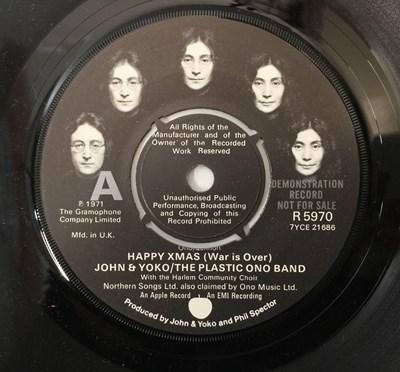 All Rights of the
Manufacturer and of the
Owner of the Recorded
Work Reserved
A
℗ 1971
The Gramophone
Company Limited
Mfd. in U.K.
Unauthorised Public
Performance, Broadcasting
and Copying of this
Record Prohibited
DEMONSTRATION
RECORD
NOT FOR SALE
R 5970
7YCE 21686
Ono/Lennon
HAPPY XMAS (War is Over)
JOHN & YOKO/THE PLASTIC ONO BAND
With the Harlem Community Choir
Northern Songs Ltd. also claimed by Ono Music Ltd.
An Apple Record An EMI Recording
Produced by John & Yoko and Phil Spector